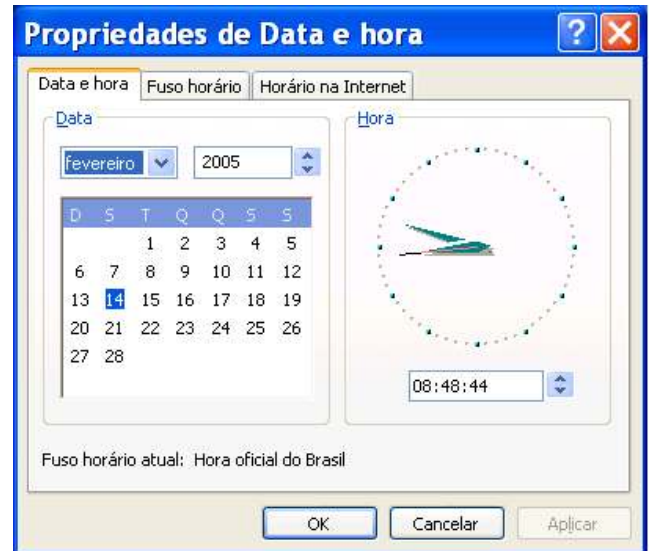 Propriedades de Data e hora
Data e hora Fuso horário Horário na Internet
Data
fevereiro 2005
D S T Q Q S S
1 2 3 4 5
6 7 8 9 10 11 12
13 14 15 16 17 18 19
20 21 22 23 24 25 26
27 28
Hora
08:48:44
Fuso horário atual: Hora oficial do Brasil
OK Cancelar Aplicar